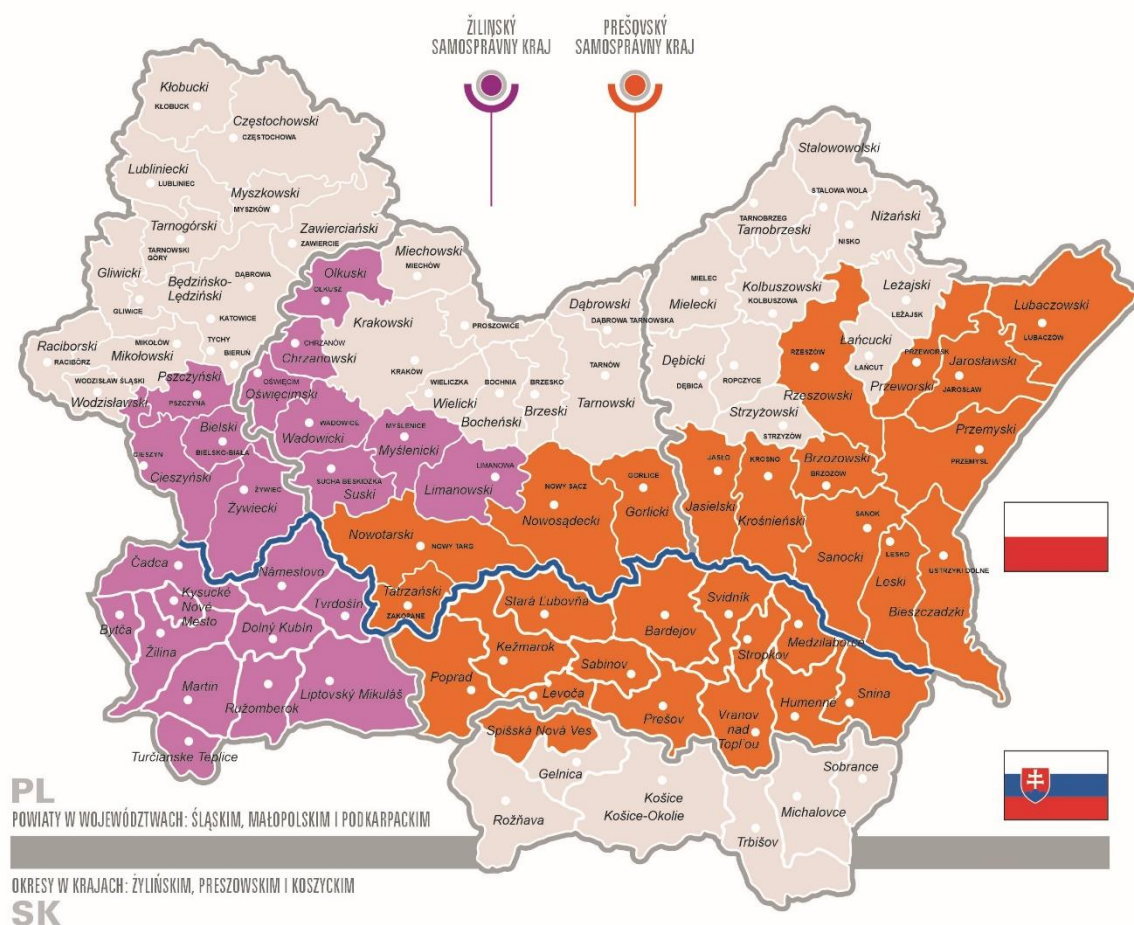 ŽILINSKÝ
SAMOSPRÁVNY KRAJ
PREŠOVSKÝ
SAMOSPRÁVNY KRAJ
Kłobucki
KŁOBUCK
Częstochowski
CZĘSTOCHOWA
Lubliniecki
LUBLINIEC
Myszkowski
MYSZKÓW
Tarnogórski
TARNOWSKI
GÓRY
Zawierciański
ZAWIERCIE
Gliwicki
GLIWICE
Będzińsko-
Lędziński
DĄBROWA
KATOWICE
Raciborski
RACIBÓRZ
MIKOŁÓW
Mikołowski
TYCHY
BIERUŃ
WODZISŁAW ŚLĄSKI
Wodzisławski
Pszczyński
PSZCZYNA
Bielski
BIELSKO-BIAŁA
CIESZYN
Cieszyński
ŻYWIEC
Żywiecki
Olkuski
OLKUSZ
Miechowski
MIECHÓW
Krakowski
KRAKÓW
PROSZOWICE
CHRZANÓW
Chrzanowski
OŚWIĘCIM
Oświęcimski
WADOWICE
Wadowicki
MYŚLENICE
Myślenicki
SUCHA BESKIDZKA
Suski
LIMANOWA
Limanowski
WIELICZKA
Wielicki
BOCHNIA
Bocheński
BRZESKO
Brzeski
Dąbrowski
DĄBROWA TARNOWSKA
TARNÓW
Tarnowski
Nowotarski
NOWY TARG
Tatrzański
ZAKOPANE
NOWY SĄCZ
Nowosądecki
GORLICE
Gorlicki
Stalowowolski
STALOWA WOLA
TARNOBRZEG
Tarnobrzeski
Niżański
NISKO
MIELEC
Mielecki
Kolbuszowski
KOLBUSZOWA
Leżajski
LEŻAJSK
Dębicki
DĘBICA
ROPCZYCE
Strzyżowski
STRZYŻÓW
RZESZÓW
Rzeszowski
Łańcucki
ŁAŃCUT
PRZEWORSK
Przeworski
Jarosławski
JAROSŁAW
Lubaczowski
LUBACZÓW
Przemyski
PRZEMYŚL
JASŁO
Jasielski
KROSNO
Krośnieński
Brzozowski
BRZOZÓW
SANOK
Sanocki
LESKO
Leski
USTRZYKI DOLNE
Bieszczadzki
Čadca
Kysucké
Nové
Mesto
Bytča
Žilina
Námestovo
Tvrdošín
Dolný Kubín
Martin
Ružomberok
Liptovský Mikuláš
Turčianske Teplice
Stará Ľubovňa
Kežmarok
Poprad
Levoča
Sabinov
Bardejov
Prešov
Svidník
Stropkov
Medzilaborce
Vranov
nad
Topľou
Humenné
Snina
Spišská Nová Ves
Gelnica
Rožňava
Košice
Košice-Okolie
Trbišov
Michalovce
Sobrance
PL
POWIATY W WOJEWÓDZTWACH: ŚLĄSKIM, MAŁOPOLSKIM I PODKARPACKIM
OKRESY W KRAJACH: ŻYLIŃSKIM, PRESZOWSKIM I KOSZYCKIM
SK